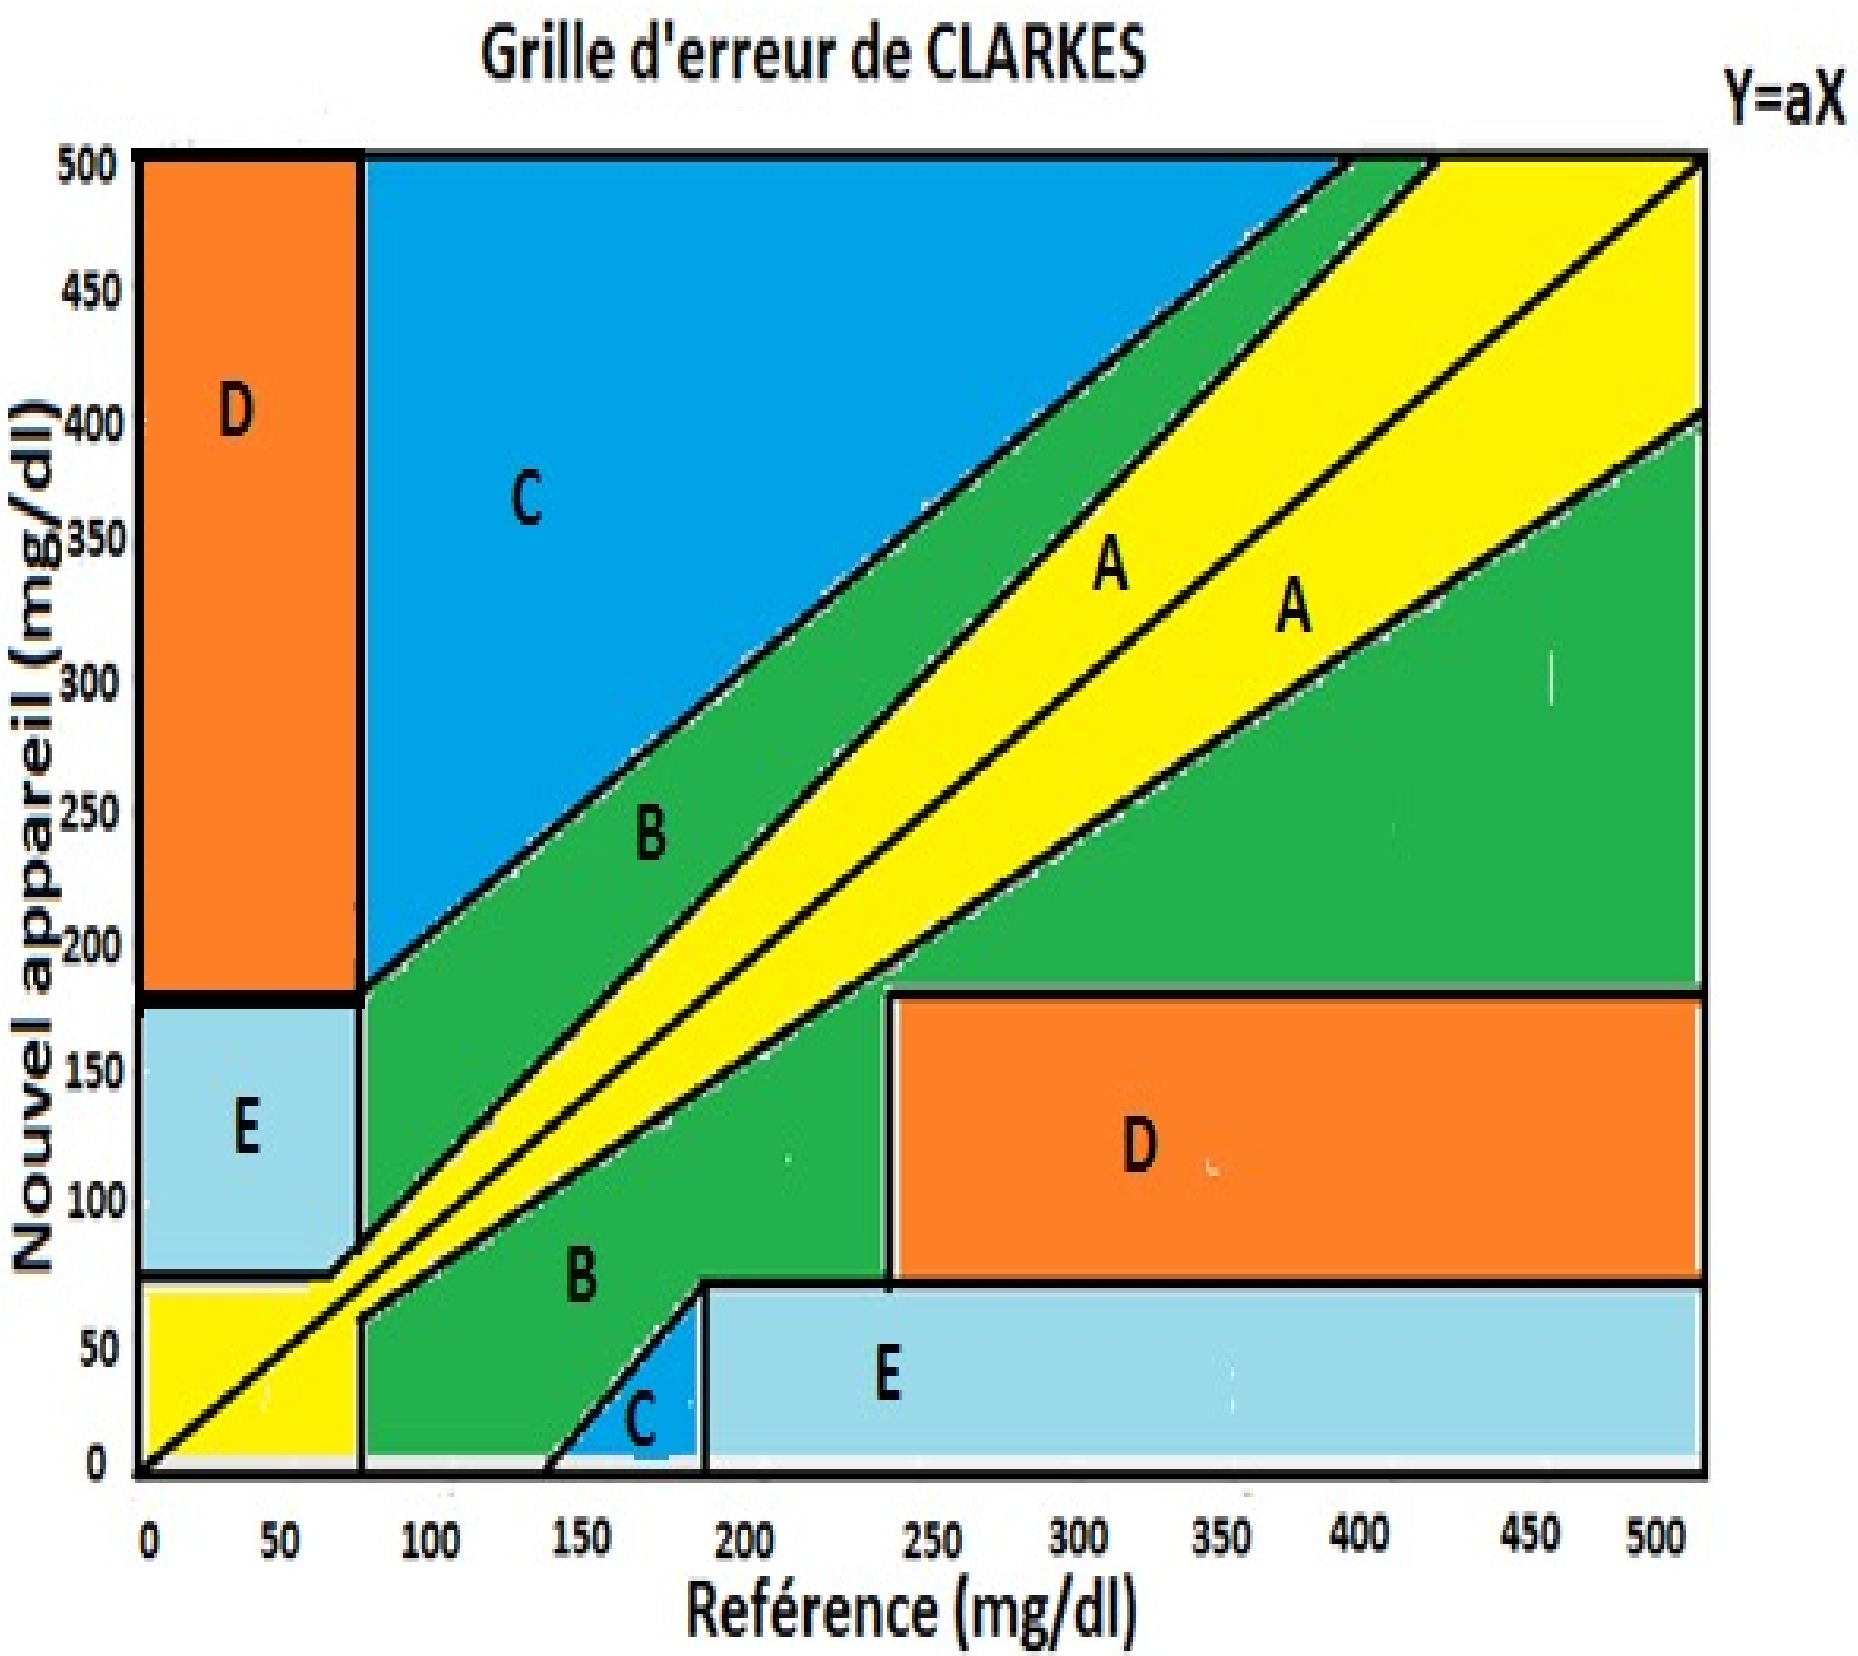 Grille d'erreur de CLARKES
Y=aX
Nouvel appareil (mg/dl)
500
450
400
350
300
250
200
150
100
50
0
D
C
A
A
B
E
D
B
E
C
0 50 100 150 200 250 300 350 400 450 500
Reférence (mg/dl)